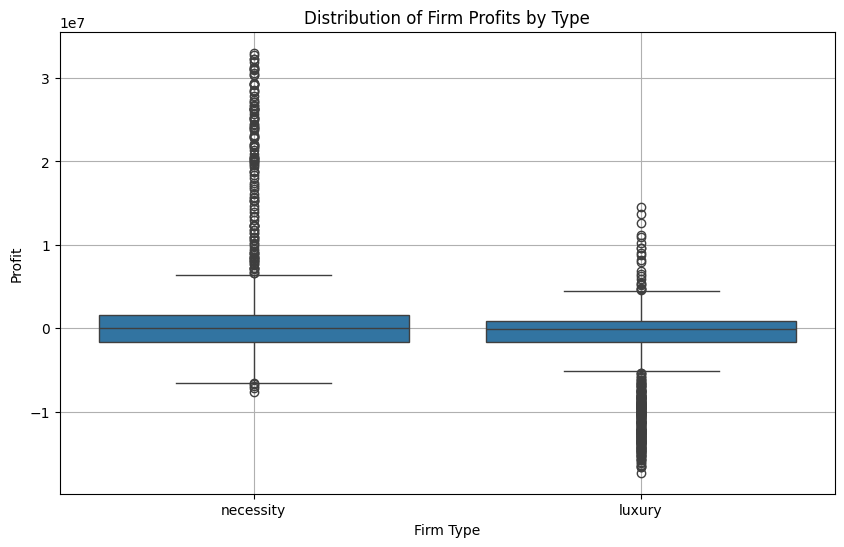 Distribution of Firm Profits by Type
1e7
3
2
1
0
−1
Profit
necessity
luxury
Firm Type